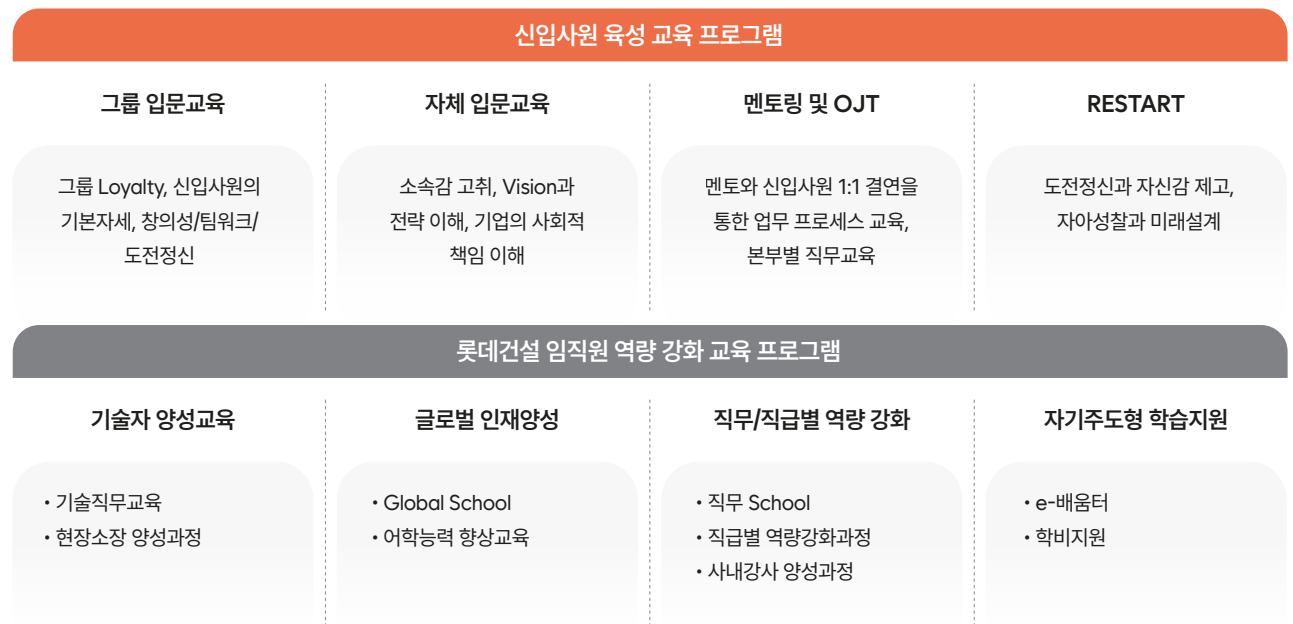 신입사원 육성 교육 프로그램
그룹 입문교육
그룹 Loyalty, 신입사원의
기본자세, 창의성/팀워크/
도전정신
자체 입문교육
소속감 고취, Vision과
전략 이해, 기업의 사회적
책임 이해
멘토링 및 OJT
멘토와 신입사원 1:1 결연을
통한 업무 프로세스 교육,
본부별 직무교육
RESTART
도전정신과 자신감 제고,
자아성찰과 미래설계
롯데건설 임직원 역량 강화 교육 프로그램
기술자 양성교육
• 기술직무교육
• 현장소장 양성과정
글로벌 인재양성
• Global School
• 어학능력 향상교육
직무/직급별 역량 강화
• 직무 School
• 직급별 역량강화과정
• 사내강사 양성과정
자기주도형 학습지원
• e-배움터
• 학비지원